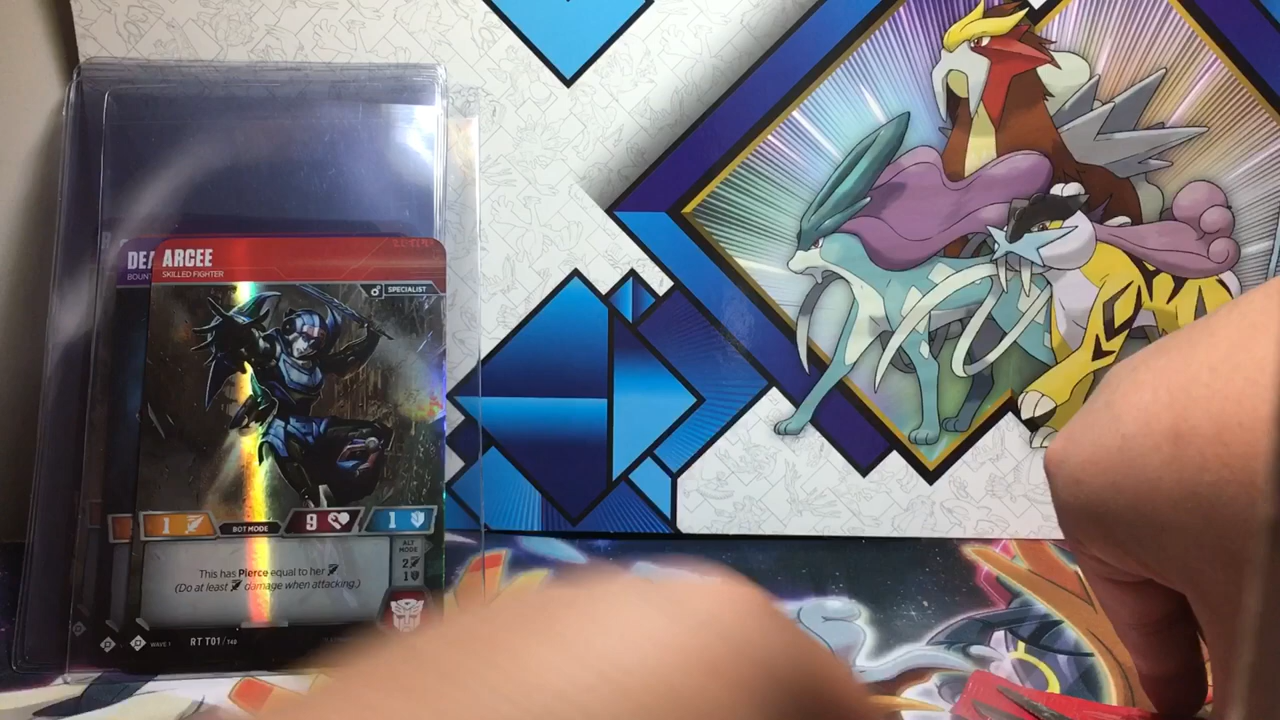 DEA
ARCEE
BOUNT
SKILLED FIGHTER
SPECIALIST
1
BOT MODE
9
1
ALT
MODE
2
1
This has Pierce equal to her
(Do at least damage when attacking.)
WAVE 1
RT T01/140